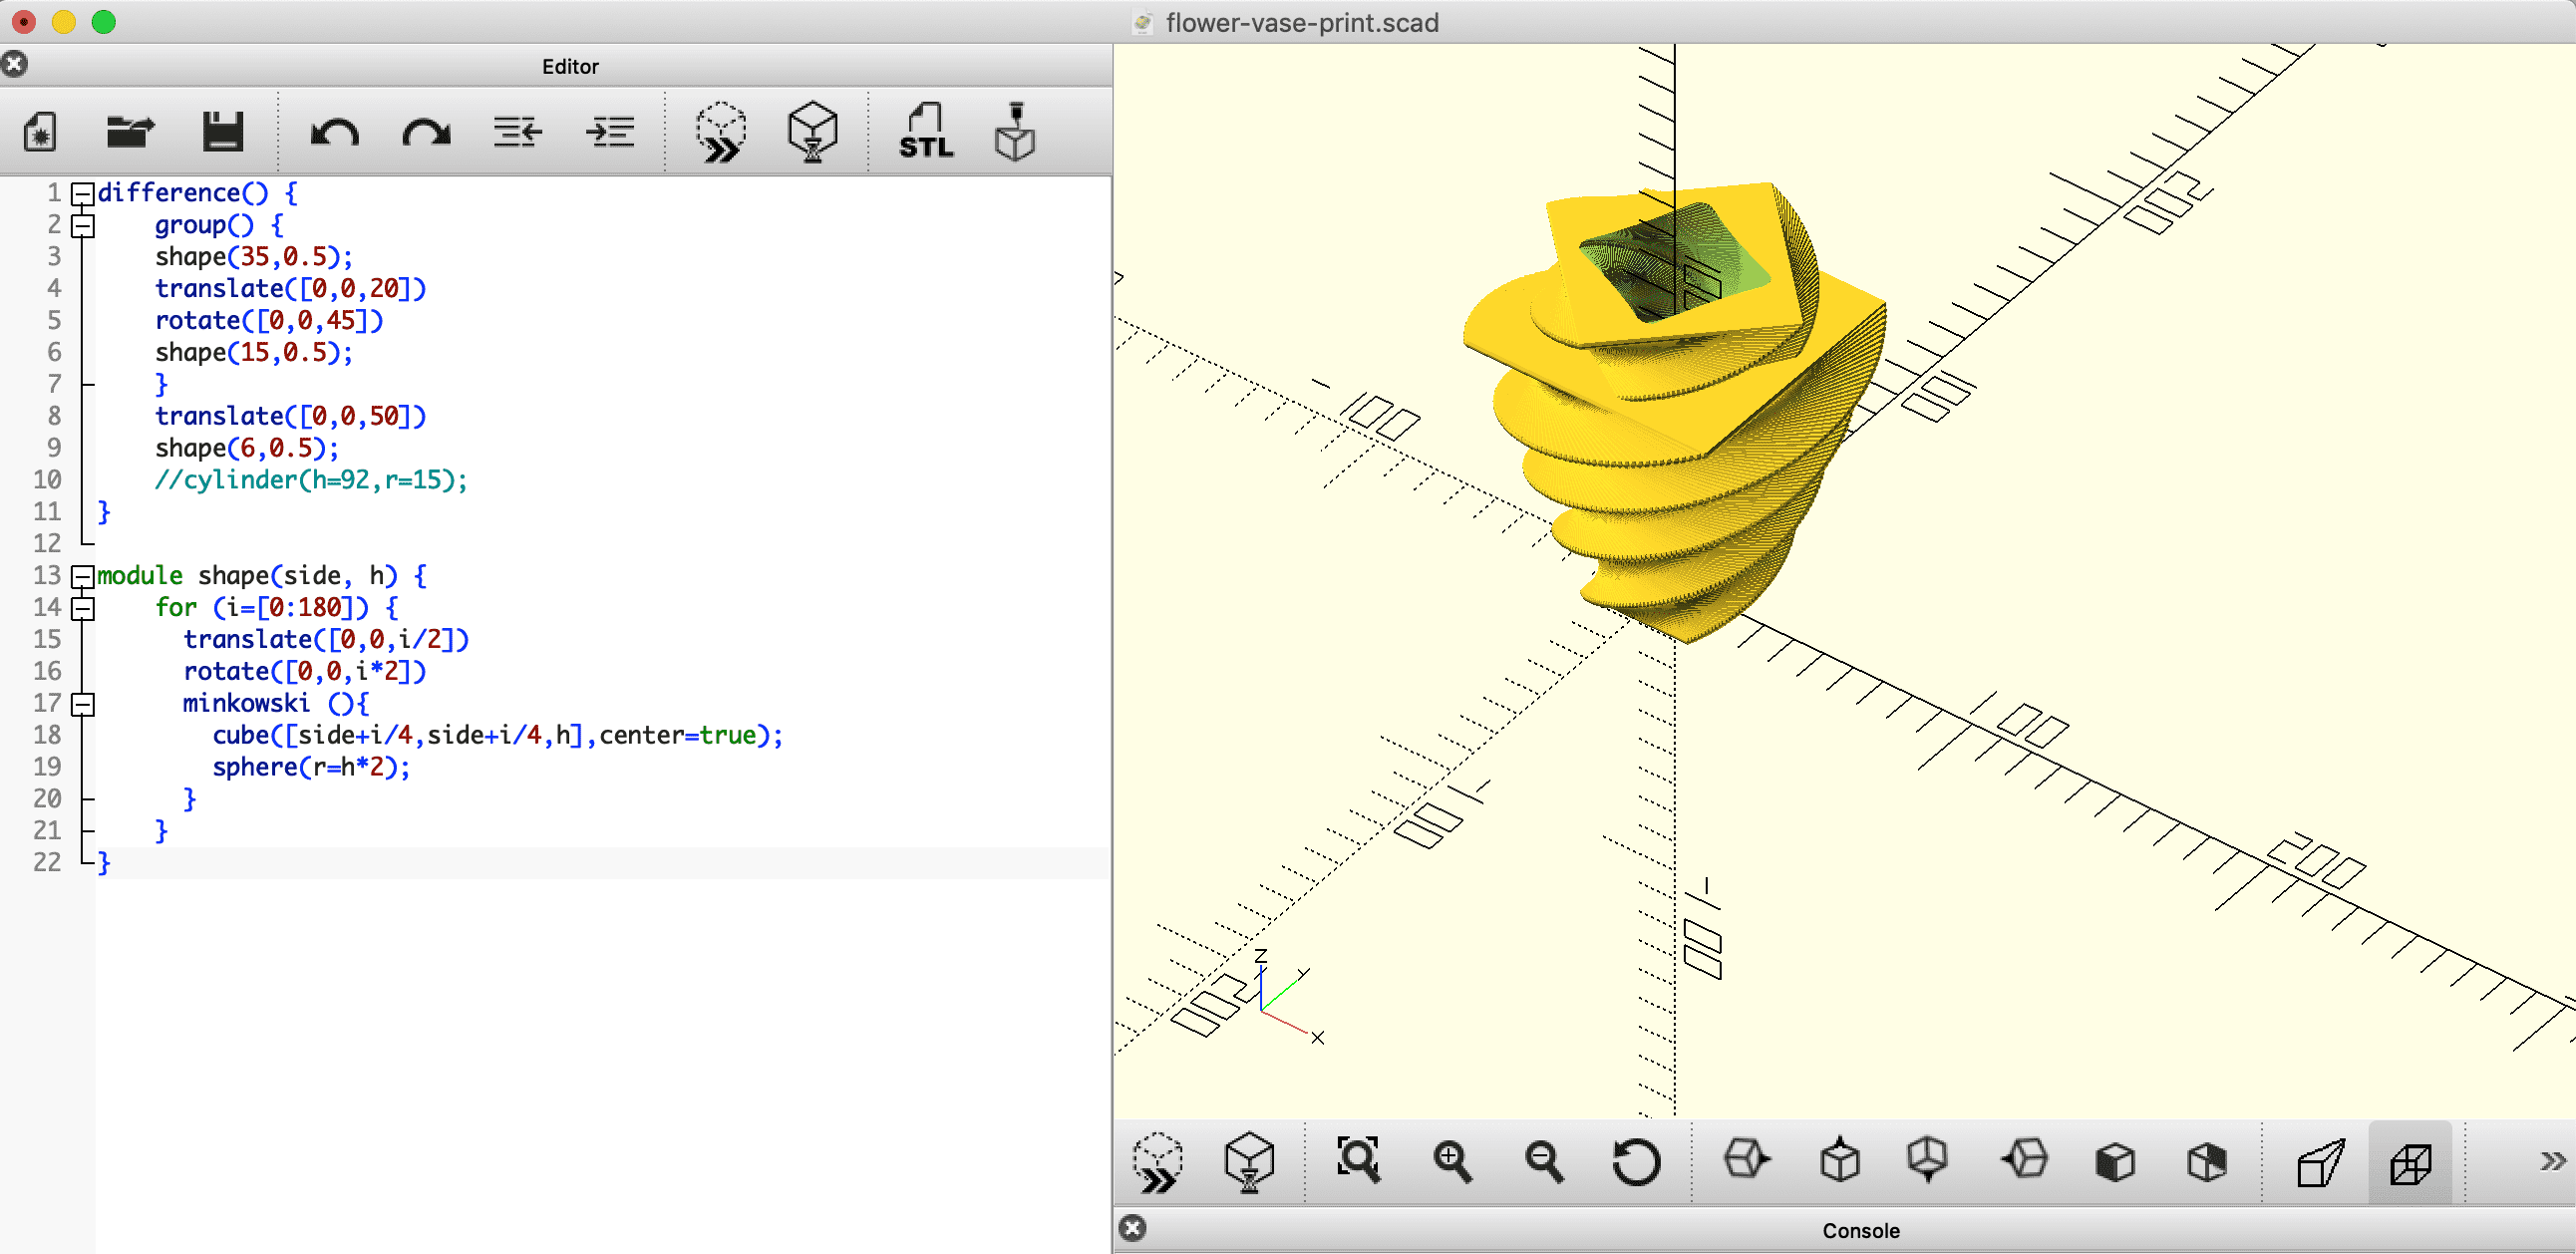 flower-vase-print.scad
Editor
STL
1 difference() {
2     group() {
3     shape(35,0.5);
4     translate([0,0,20])
5     rotate([0,0,45])
6     shape(15,0.5);
7     }
8     translate([0,0,50])
9     shape(6,0.5);
10     //cylinder(h=92,r=15);
11 }
12
13 module shape(side, h) {
14     for (i=[0:180]) {
15       translate([0,0,i/2])
16       rotate([0,0,i*2])
17       minkowski (){
18         cube([side+i/4,side+i/4,h],center=true);
19         sphere(r=h*2);
20       }
21     }
22 }
200
100
-100
100
200
-100
-200
-100
Z
Y
X
Console